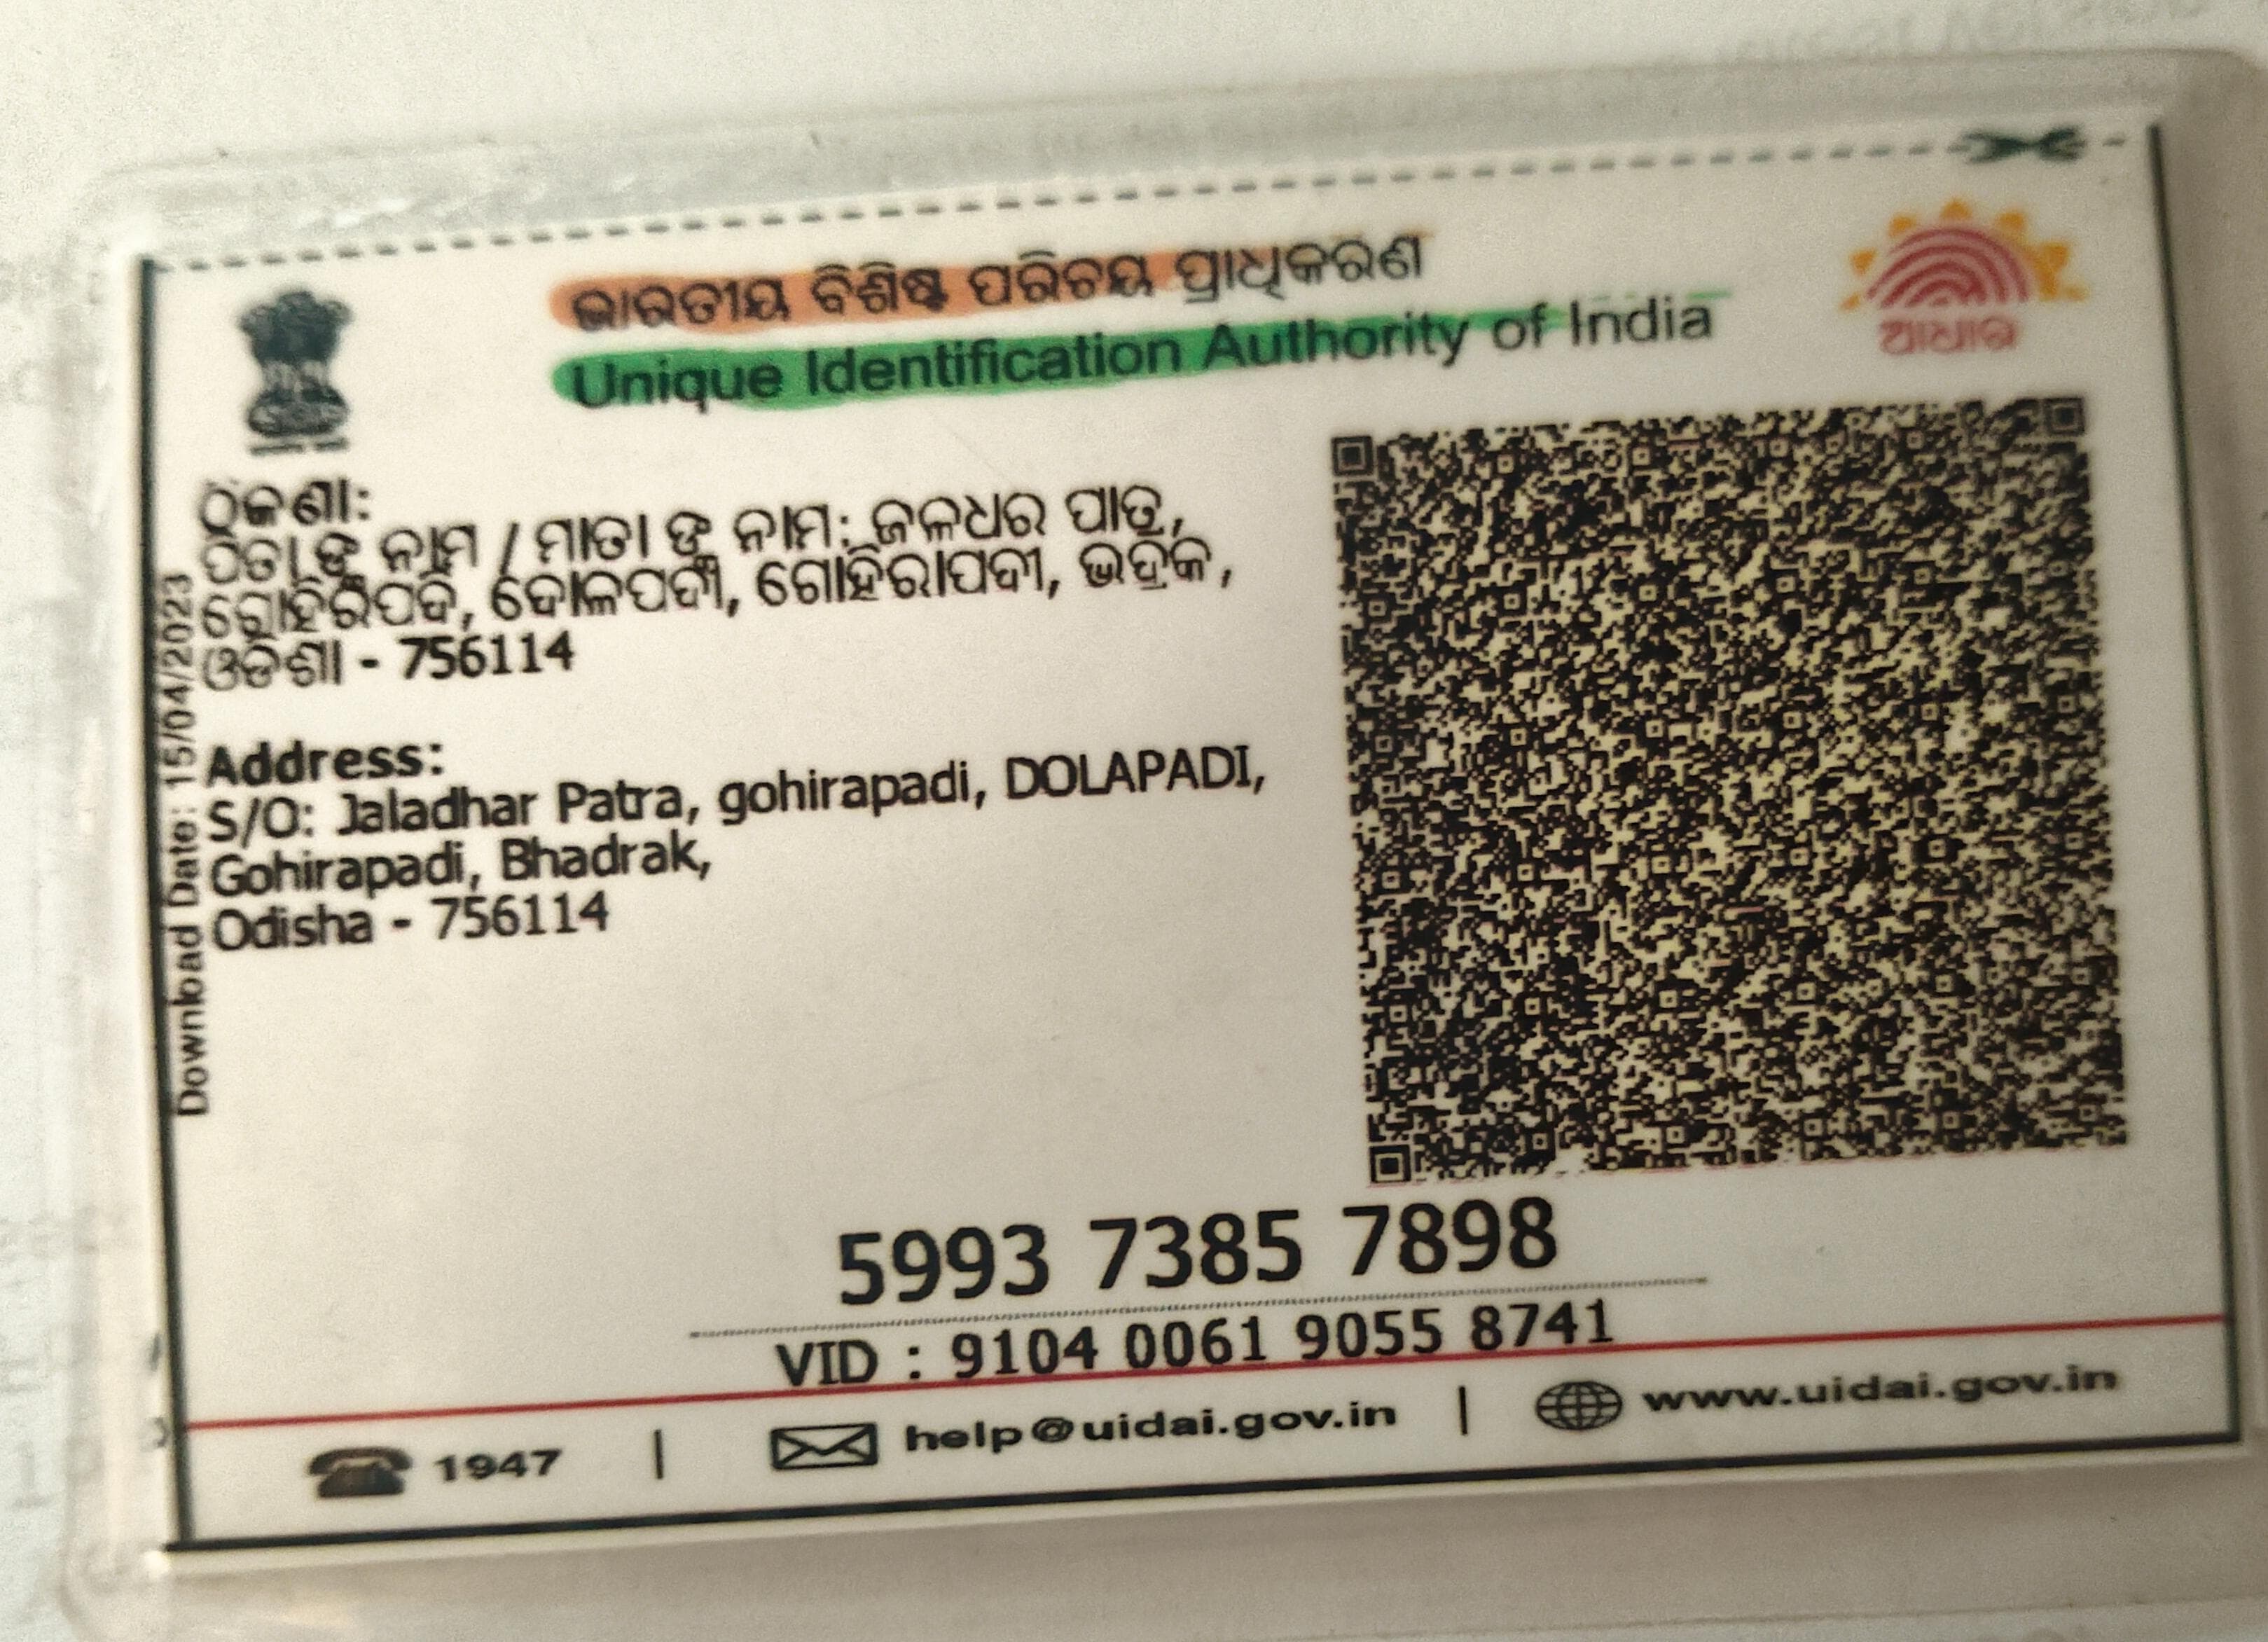 ଭାରତୀୟ ବିଶିଷ୍ଟ ପରିଚୟ ପ୍ରାଧିକରଣ
Unique Identification Authority of India
ଆଧାର
ଠିକଣା:
ପିତା ଙ୍କ ନାମ / ମାତା ଙ୍କ ନାମ: ଜଳଧର ପାତ୍ର,
ଗୋହିରାପଦି, ଦୋଳପଦୀ, ଗୋହିରାପଦୀ, ଭଦ୍ରକ,
ଓଡିଶା - 756114
Address:
S/O: Jaladhar Patra, gohirapadi, DOLAPADI,
Gohirapadi, Bhadrak,
Odisha - 756114
Download Date: 15/04/2023
5993 7385 7898
VID : 9104 0061 9055 8741
1947 | help@uidai.gov.in | www.uidai.gov.in